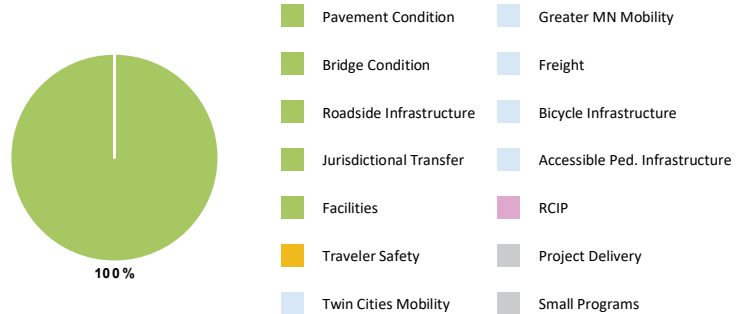 100%
Pavement Condition
Bridge Condition
Roadside Infrastructure
Jurisdictional Transfer
Facilities
Traveler Safety
Twin Cities Mobility
Greater MN Mobility
Freight
Bicycle Infrastructure
Accessible Ped. Infrastructure
RCIP
Project Delivery
Small Programs